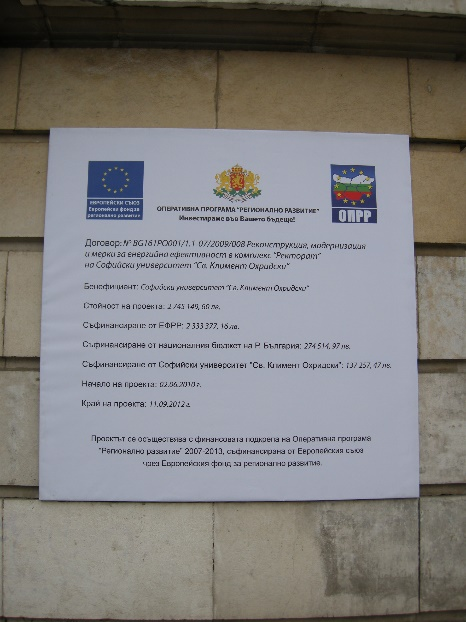 ЕВРОПЕЙСКИ СЪЮЗ
Европейски фонд за
регионално развитие
ОПЕРАТИВНА ПРОГРАМА "РЕГИОНАЛНО РАЗВИТИЕ"
Инвестираме във Вашето бъдеще!
ОПРР
Договор: № BG161PO001/1.1-07/2009/008 Реконструкция, модернизация
и мерки за енергийна ефективност в комплекс "Ректорат"
на Софийски университет "Св. Климент Охридски"
Бенефициент: Софийски университет "Св. Климент Охридски"
Стойност на проекта: 2 745 149, 60 лв.
Съфинансиране от ЕФРР: 2 333 377, 16 лв.
Съфинансиране от националния бюджет на Р. България: 274 514, 97 лв.
Съфинансиране от Софийски университет "Св. Климент Охридски": 137 257, 47 лв.
Начало на проекта: 02.06.2010 г.
Край на проекта: 11.09.2012 г.
Проектът се осъществява с финансовата подкрепа на Оперативна програма
"Регионално развитие" 2007-2013, съфинансирана от Европейския съюз
чрез Европейския фонд за регионално развитие.